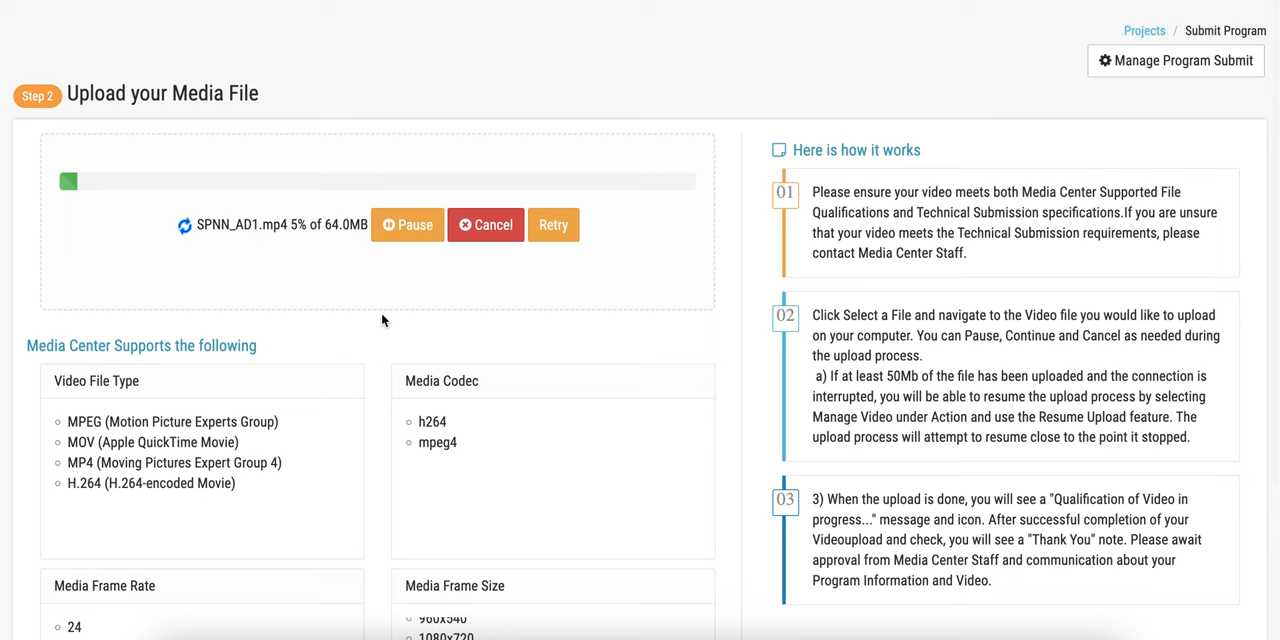 Projects / Submit Program
Manage Program Submit
Step 2 Upload your Media File
SPNN_AD1.mp4 5% of 64.0MB Pause Cancel Retry
Media Center Supports the following
Video File Type
MPEG (Motion Picture Experts Group)
MOV (Apple QuickTime Movie)
MP4 (Moving Pictures Expert Group 4)
H.264 (H.264-encoded Movie)
Media Codec
h264
mpeg4
Media Frame Rate
24
Media Frame Size
960x540
1080x720
Here is how it works
01
Please ensure your video meets both Media Center Supported File
Qualifications and Technical Submission specifications.If you are unsure
that your video meets the Technical Submission requirements, please
contact Media Center Staff.
02
Click Select a File and navigate to the Video file you would like to upload
on your computer. You can Pause, Continue and Cancel as needed during
the upload process.
a) If at least 50Mb of the file has been uploaded and the connection is
interrupted, you will be able to resume the upload process by selecting
Manage Video under Action and use the Resume Upload feature. The
upload process will attempt to resume close to the point it stopped.
03
3) When the upload is done, you will see a "Qualification of Video in
progress..." message and icon. After successful completion of your
Videoupload and check, you will see a "Thank You" note. Please await
approval from Media Center Staff and communication about your
Program Information and Video.